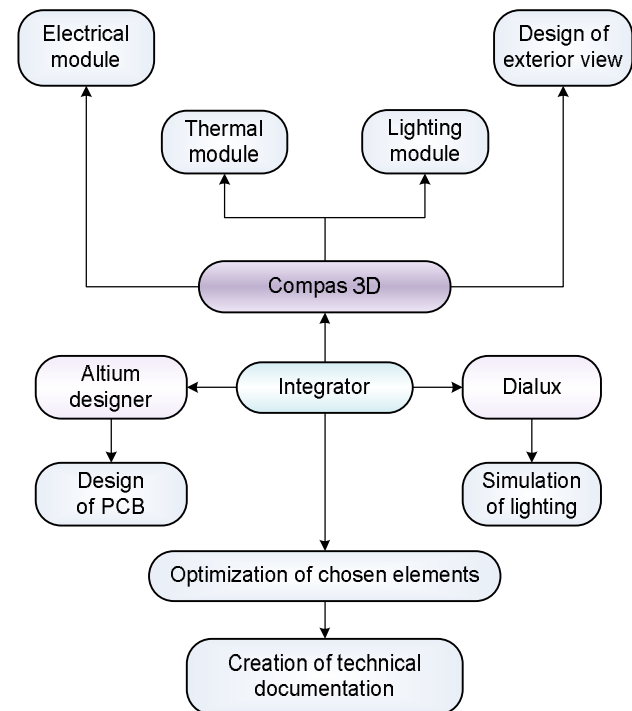 Electrical
module
Design of
exterior view
Thermal
module
Lighting
module
Compas 3D
Altium
designer
Integrator
Dialux
Design
of PCB
Simulation
of lighting
Optimization of chosen elements
Creation of technical
documentation